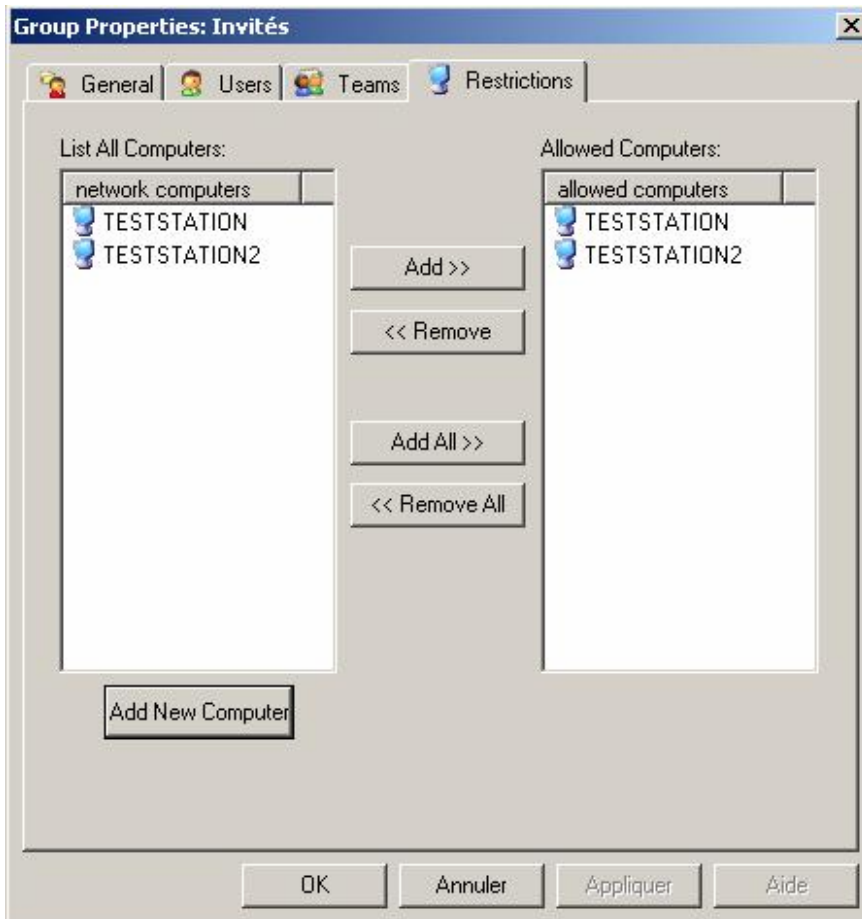 Group Properties: Invités
General Users Teams Restrictions
List All Computers: Allowed Computers:
network computers allowed computers
TESTSTATION TESTSTATION
TESTSTATION2 TESTSTATION2
Add >>
<< Remove
Add All >>
<< Remove All
Add New Computer
OK Annuler Appliquer Aide